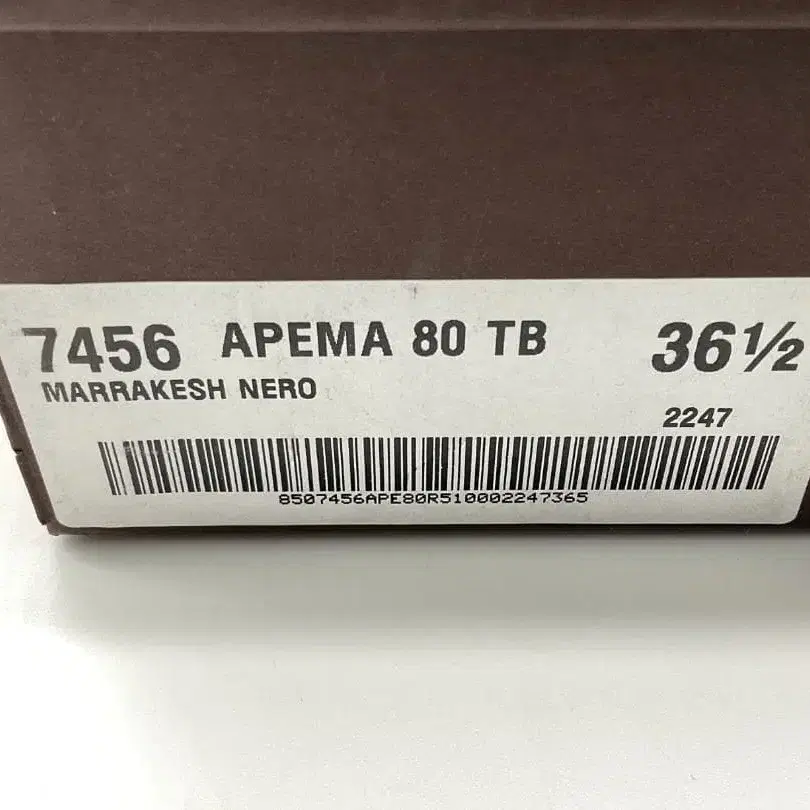 7456 APEMA 80 TB 36½
MARRAKESH NERO
2247
8507456APE80R510002247365